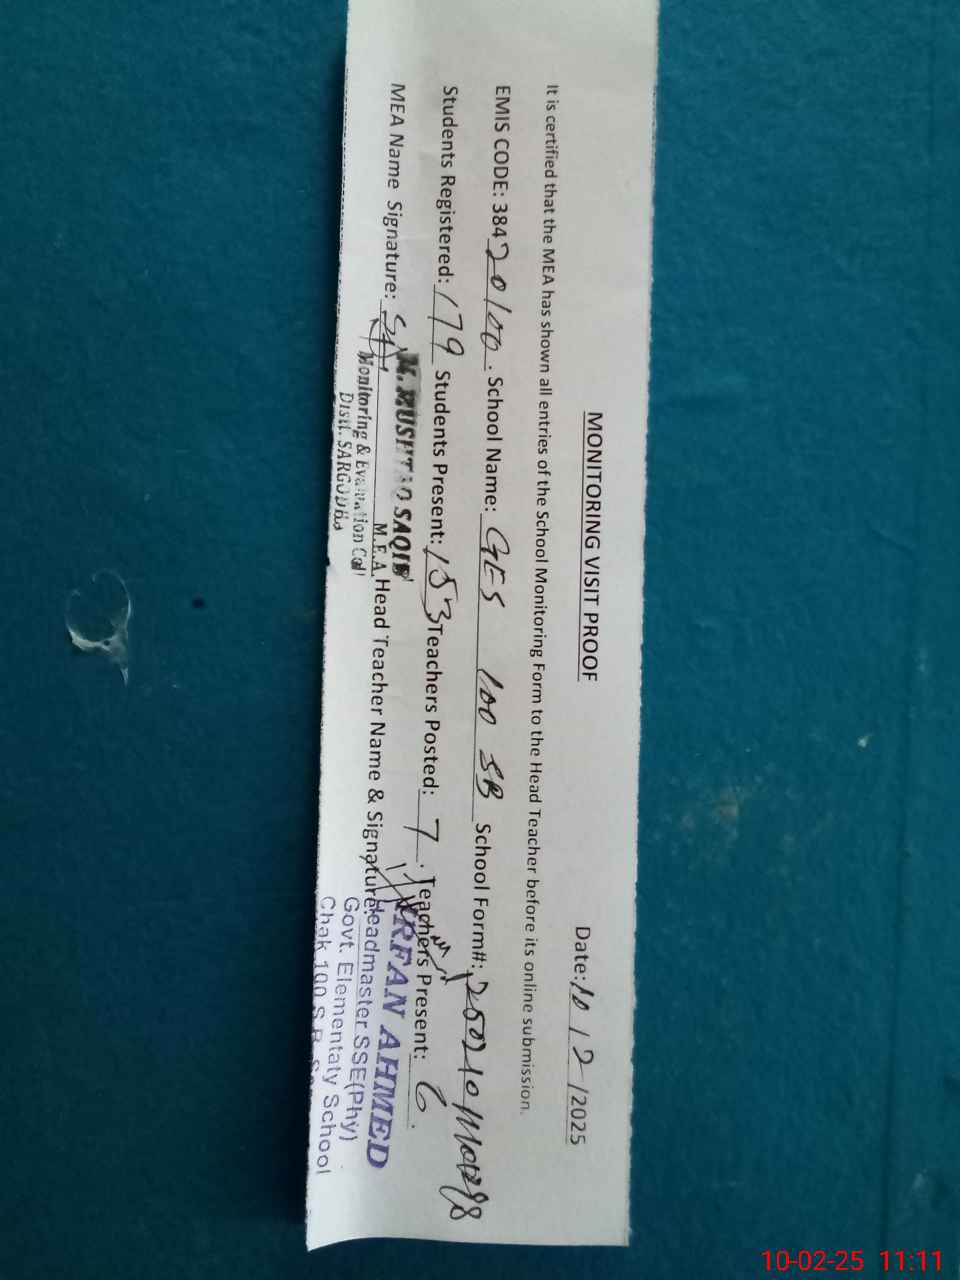 MONITORING VISIT PROOF
Date: 10 / 2 /2025
It is certified that the MEA has shown all entries of the School Monitoring Form to the Head Teacher before its online submission.
EMIS CODE: 38420100. School Name: GES 100 SB School Form#:
Students Registered: 179 Students Present: 153 Teachers Posted: 7. Teachers Present: 6.
MEA Name Signature: Head Teacher Name & Signature:
M. MUSHTAQ SAQIB
M.E.A
Monitoring & Evaluation Cell
Distt. SARGODHA
IRFAN AHMED
Headmaster SSE(Phy)
Govt. Elementaty School
Chak 100 S.B.
10-02-25 11:11